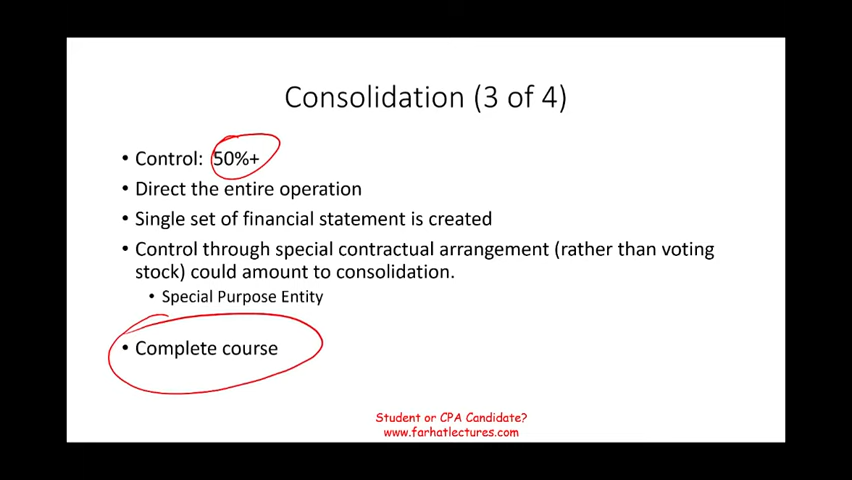 Consolidation (3 of 4)
• Control: 50%+
• Direct the entire operation
• Single set of financial statement is created
• Control through special contractual arrangement (rather than voting
stock) could amount to consolidation.
• Special Purpose Entity
• Complete course
Student or CPA Candidate?
www.farhatlectures.com